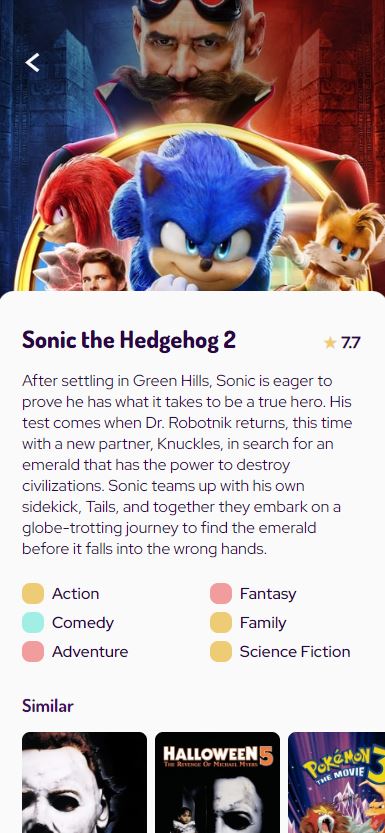 Sonic the Hedgehog 2
★ 7.7
After settling in Green Hills, Sonic is eager to
prove he has what it takes to be a true hero. His
test comes when Dr. Robotnik returns, this time
with a new partner, Knuckles, in search for an
emerald that has the power to destroy
civilizations. Sonic teams up with his own
sidekick, Tails, and together they embark on a
globe-trotting journey to find the emerald
before it falls into the wrong hands.
Action
Fantasy
Comedy
Family
Adventure
Science Fiction
Similar
HALLOWEEN 5
THE REVENGE OF MICHAEL MYERS
POKéMON 3
THE MOVIE